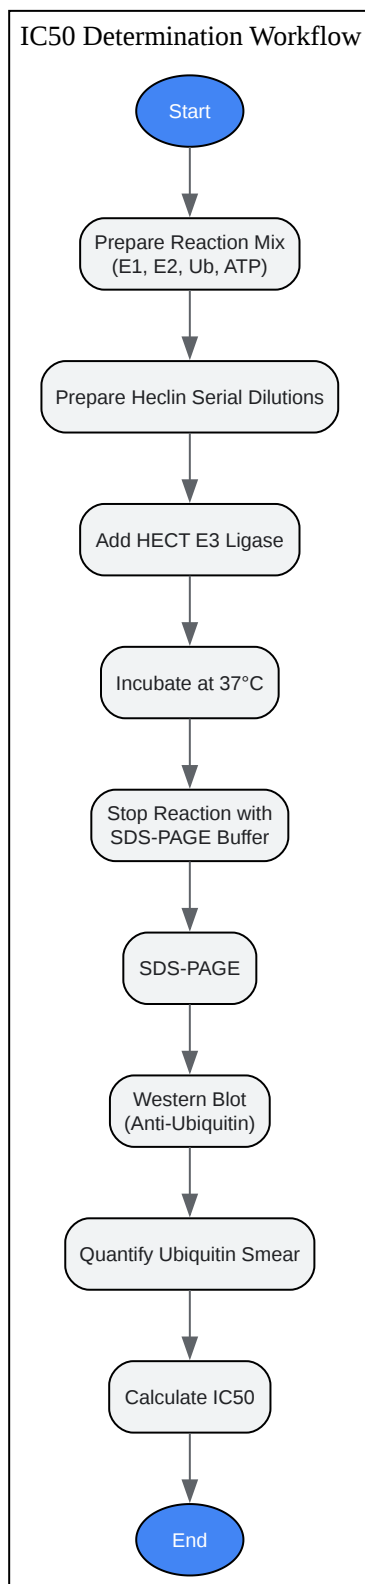 IC50 Determination Workflow
Start
Prepare Reaction Mix
(E1, E2, Ub, ATP)
Prepare Heclin Serial Dilutions
Add HECT E3 Ligase
Incubate at 37°C
Stop Reaction with
SDS-PAGE Buffer
SDS-PAGE
Western Blot
(Anti-Ubiquitin)
Quantify Ubiquitin Smear
Calculate IC50
End